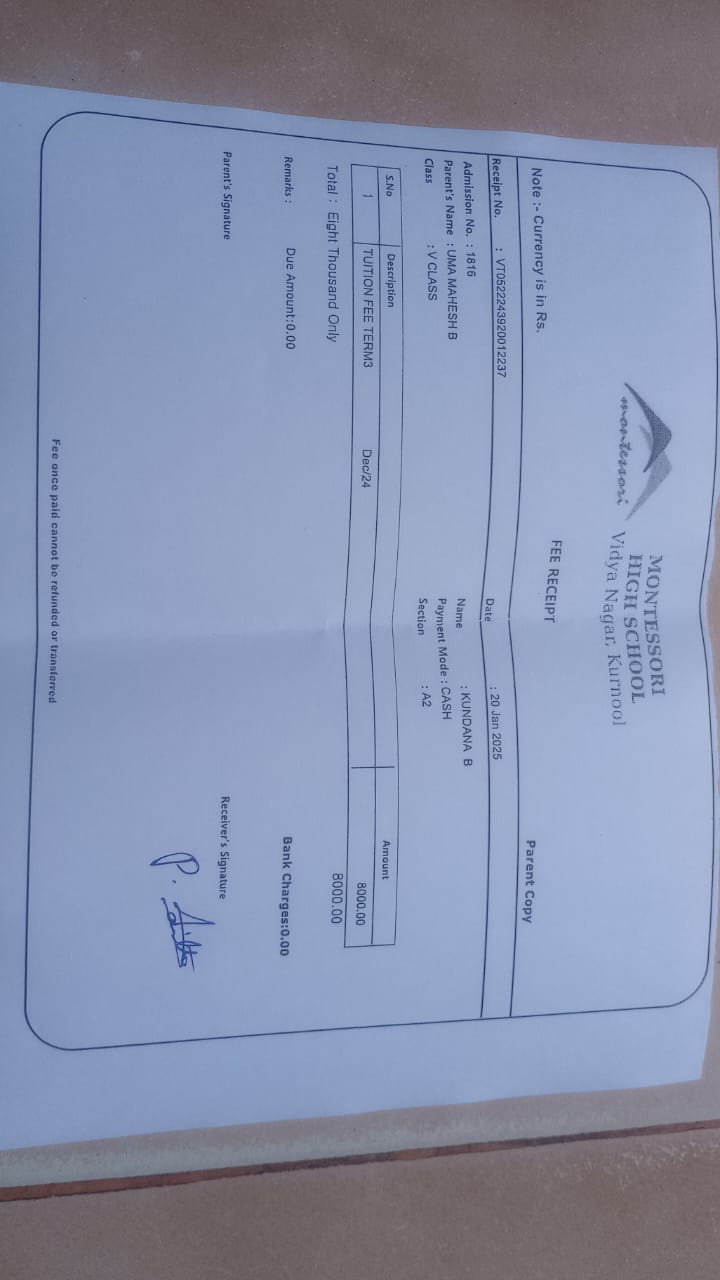 montessori
MONTESSORI
HIGH SCHOOL
Vidya Nagar, Kurnool
FEE RECEIPT
Note :- Currency is in Rs. Parent Copy
Receipt No. : VT0522243920012237 Date : 20 Jan 2025
Admission No. : 1816 Name : KUNDANA B
Parent's Name : UMA MAHESH B Payment Mode : CASH
Class : V CLASS Section : A2
S.No Description Amount
1 TUITION FEE TERM3 Dec/24 8000.00
Total : Eight Thousand Only 8000.00
Remarks : Due Amount:0.00 Bank Charges:0.00
Parent's Signature Receiver's Signature
P.
Fee once paid cannot be refunded or transferred